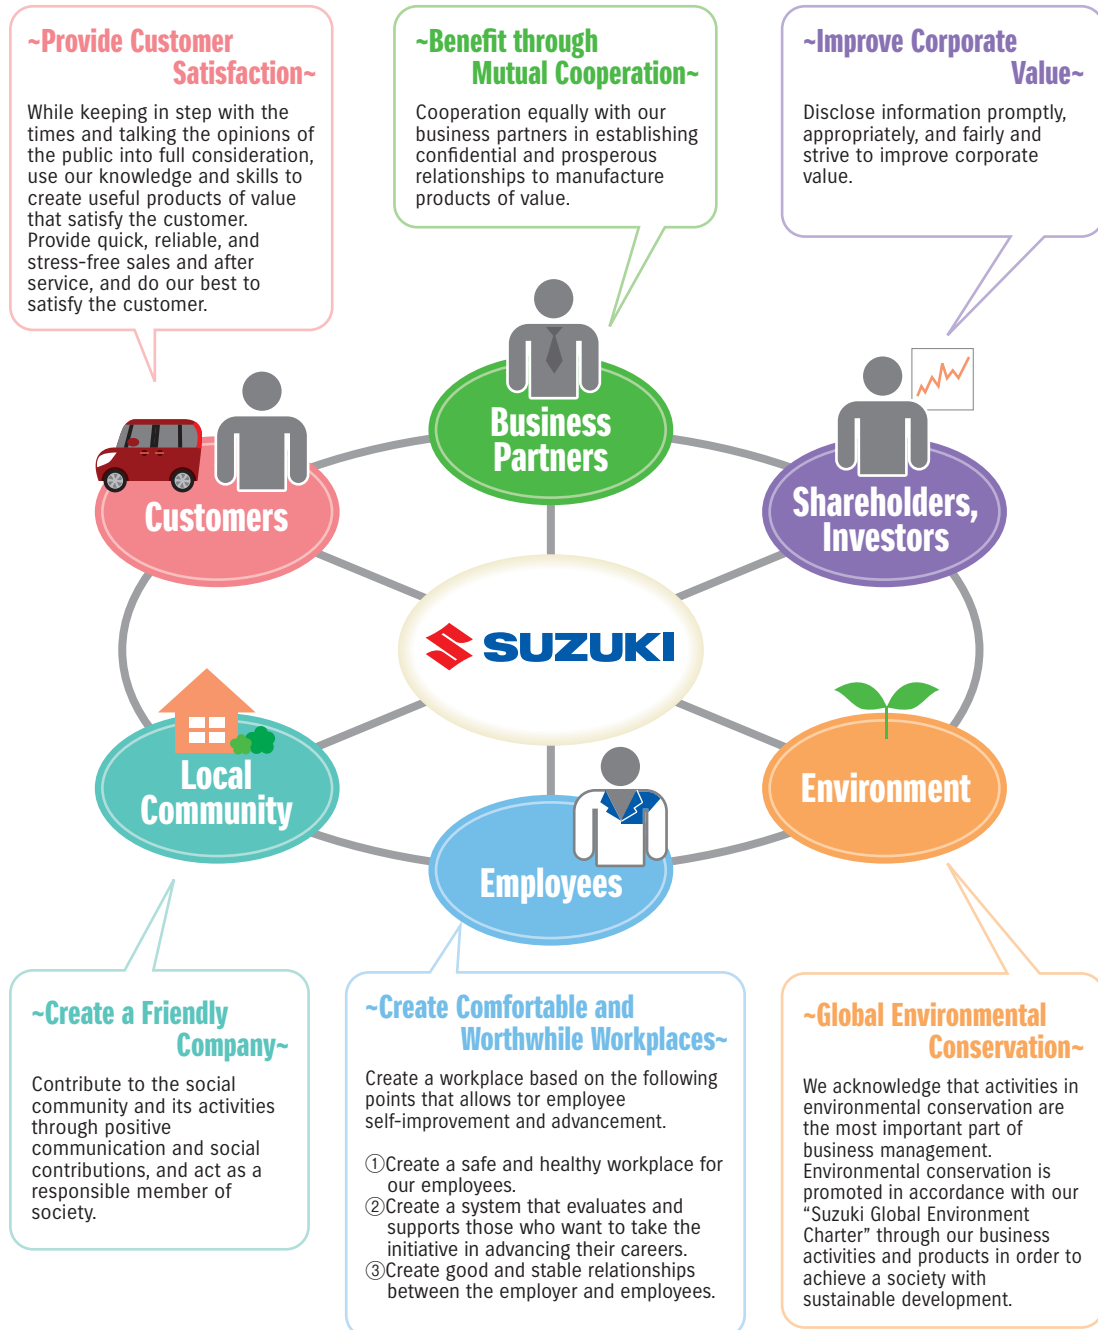 ~Provide Customer
Satisfaction~
While keeping in step with the
times and talking the opinions of
the public into full consideration,
use our knowledge and skills to
create useful products of value
that satisfy the customer.
Provide quick, reliable, and
stress-free sales and after
service, and do our best to
satisfy the customer.
~Benefit through
Mutual Cooperation~
Cooperation equally with our
business partners in establishing
confidential and prosperous
relationships to manufacture
products of value.
~Improve Corporate
Value~
Disclose information promptly,
appropriately, and fairly and
strive to improve corporate
value.
Business
Partners
Customers
Shareholders,
Investors
SUZUKI
Local
Community
Environment
Employees
~Create a Friendly
Company~
Contribute to the social
community and its activities
through positive
communication and social
contributions, and act as a
responsible member of
society.
~Create Comfortable and
Worthwhile Workplaces~
Create a workplace based on the following
points that allows tor employee
self-improvement and advancement.
①Create a safe and healthy workplace for
our employees.
②Create a system that evaluates and
supports those who want to take the
initiative in advancing their careers.
③Create good and stable relationships
between the employer and employees.
~Global Environmental
Conservation~
We acknowledge that activities in
environmental conservation are
the most important part of
business management.
Environmental conservation is
promoted in accordance with our
“Suzuki Global Environment
Charter” through our business
activities and products in order to
achieve a society with
sustainable development.